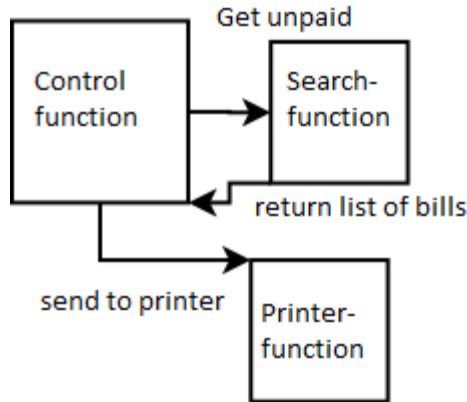 Get unpaid
Control
function
Search-
function
return list of bills
send to printer
Printer-
function